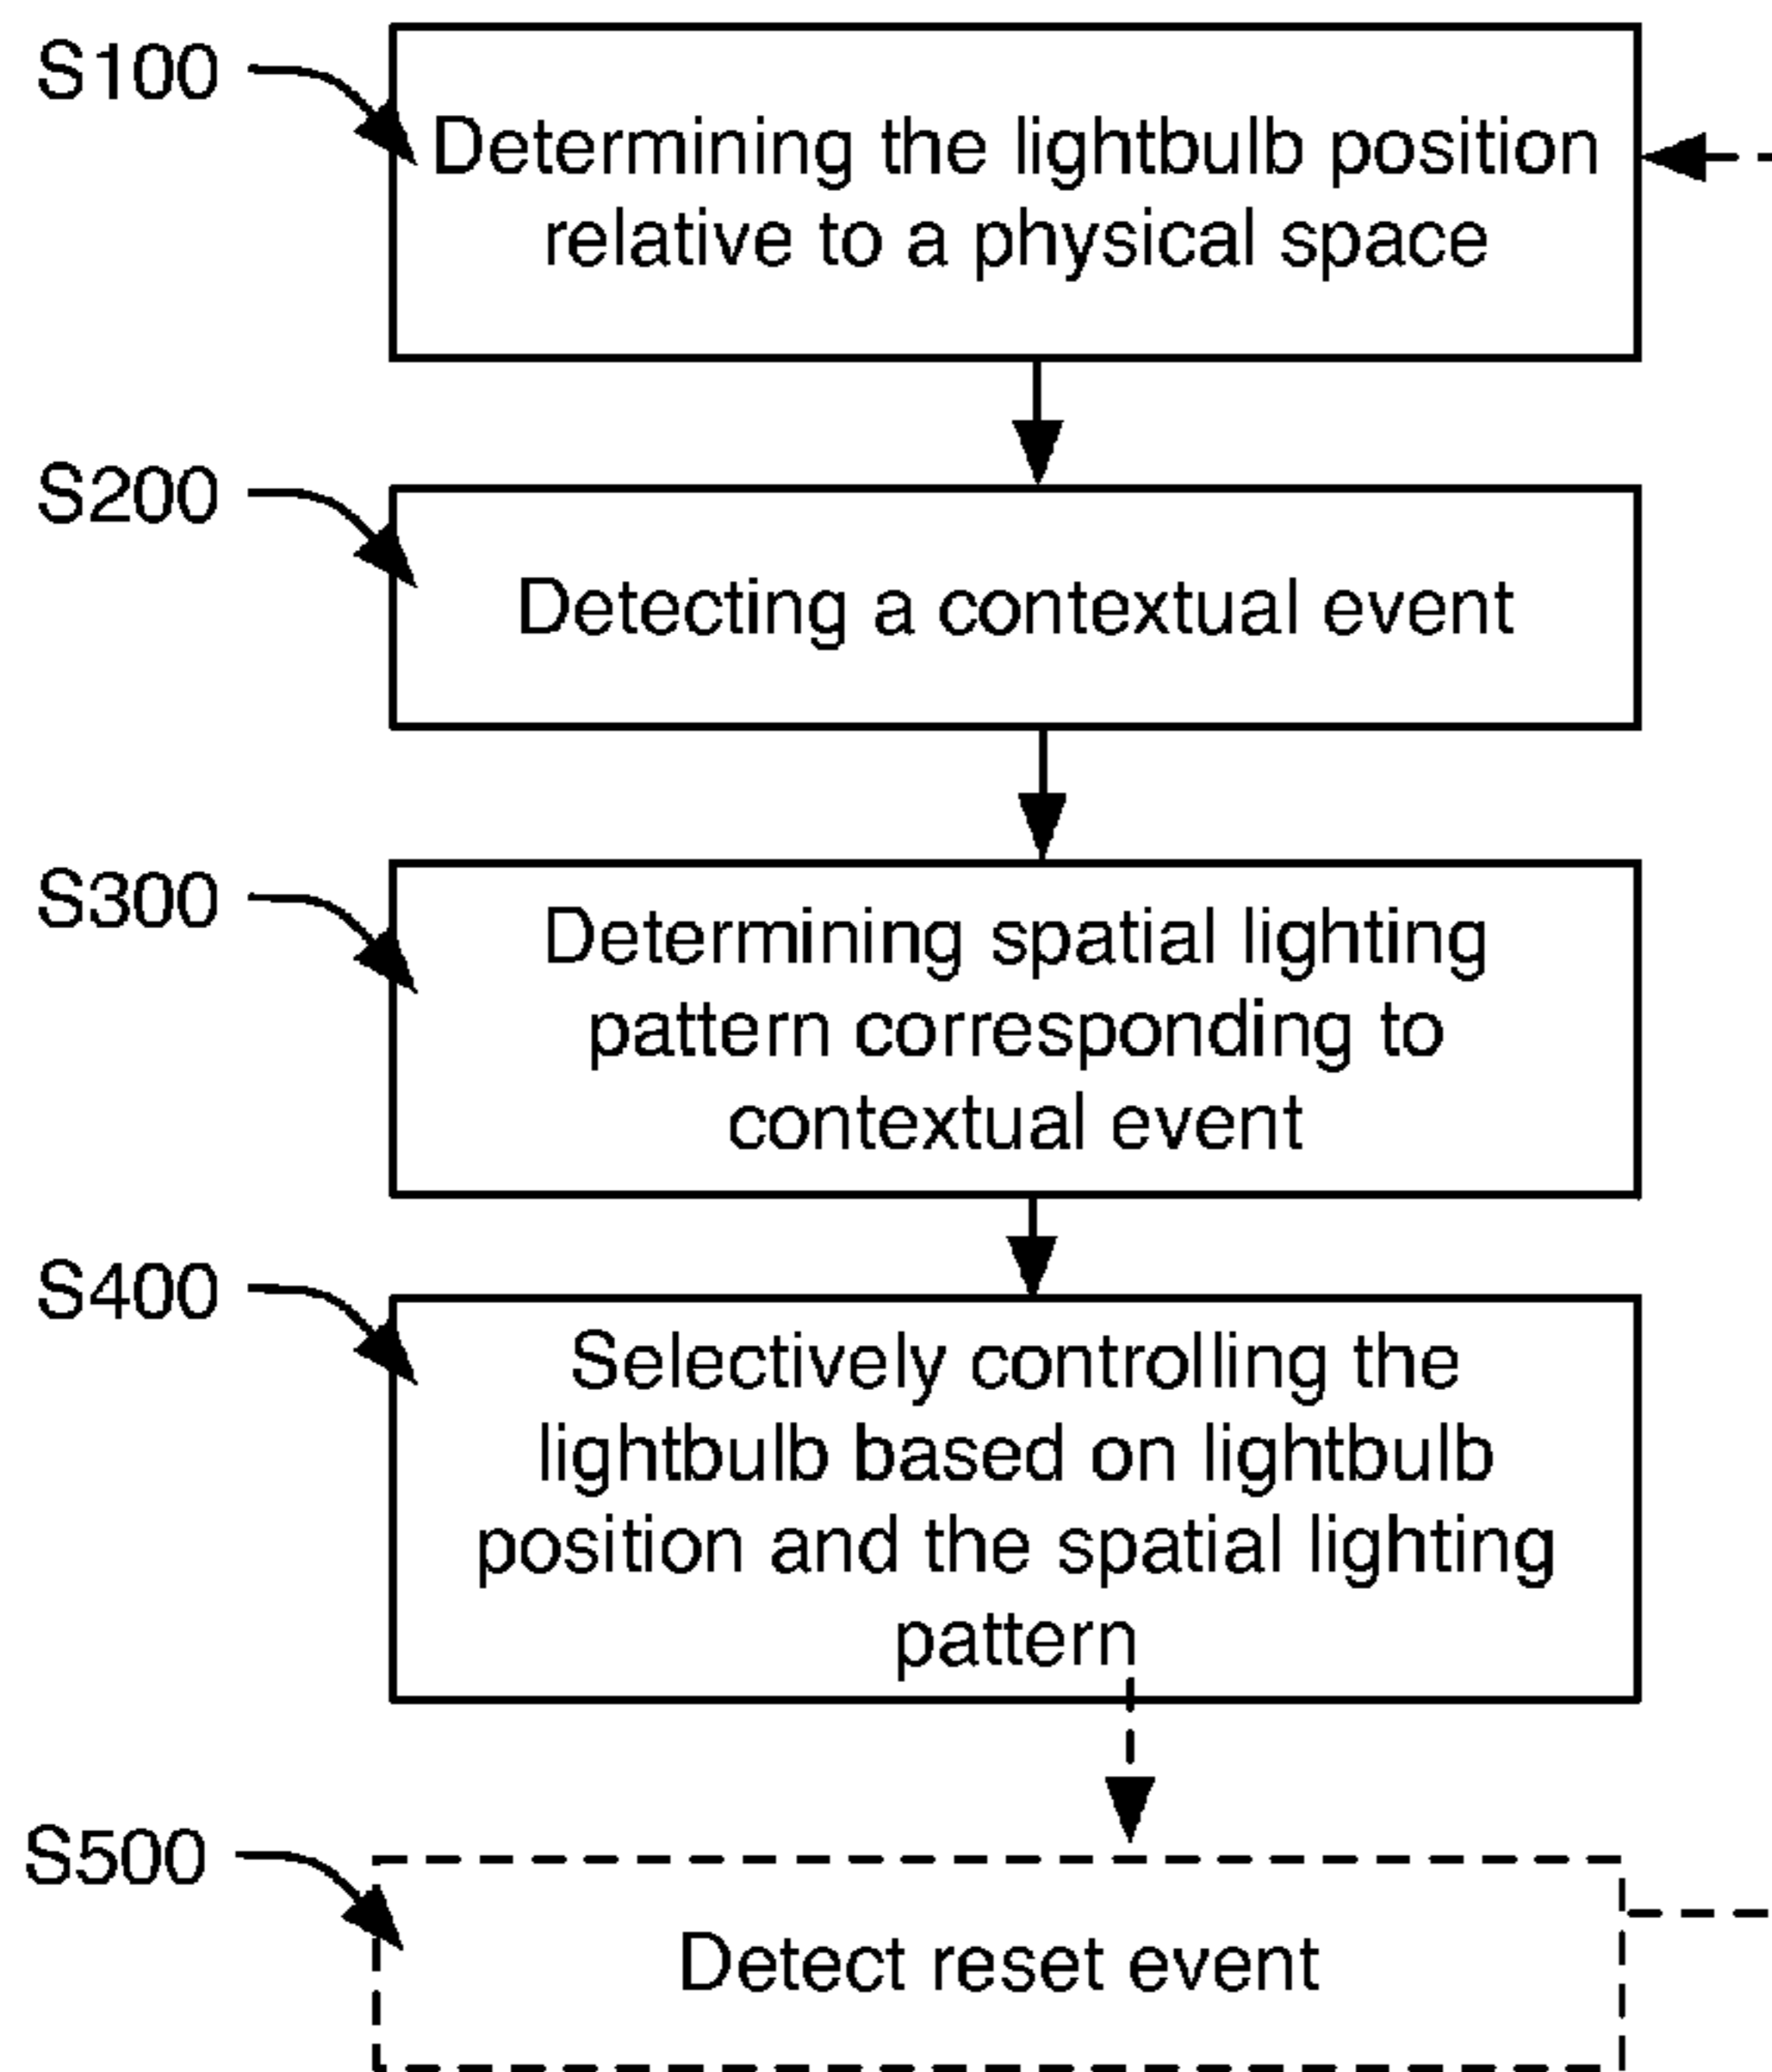 S100
Determining the lightbulb position
relative to a physical space
S200
Detecting a contextual event
S300
Determining spatial lighting
pattern corresponding to
contextual event
S400
Selectively controlling the
lightbulb based on lightbulb
position and the spatial lighting
pattern
S500
Detect reset event